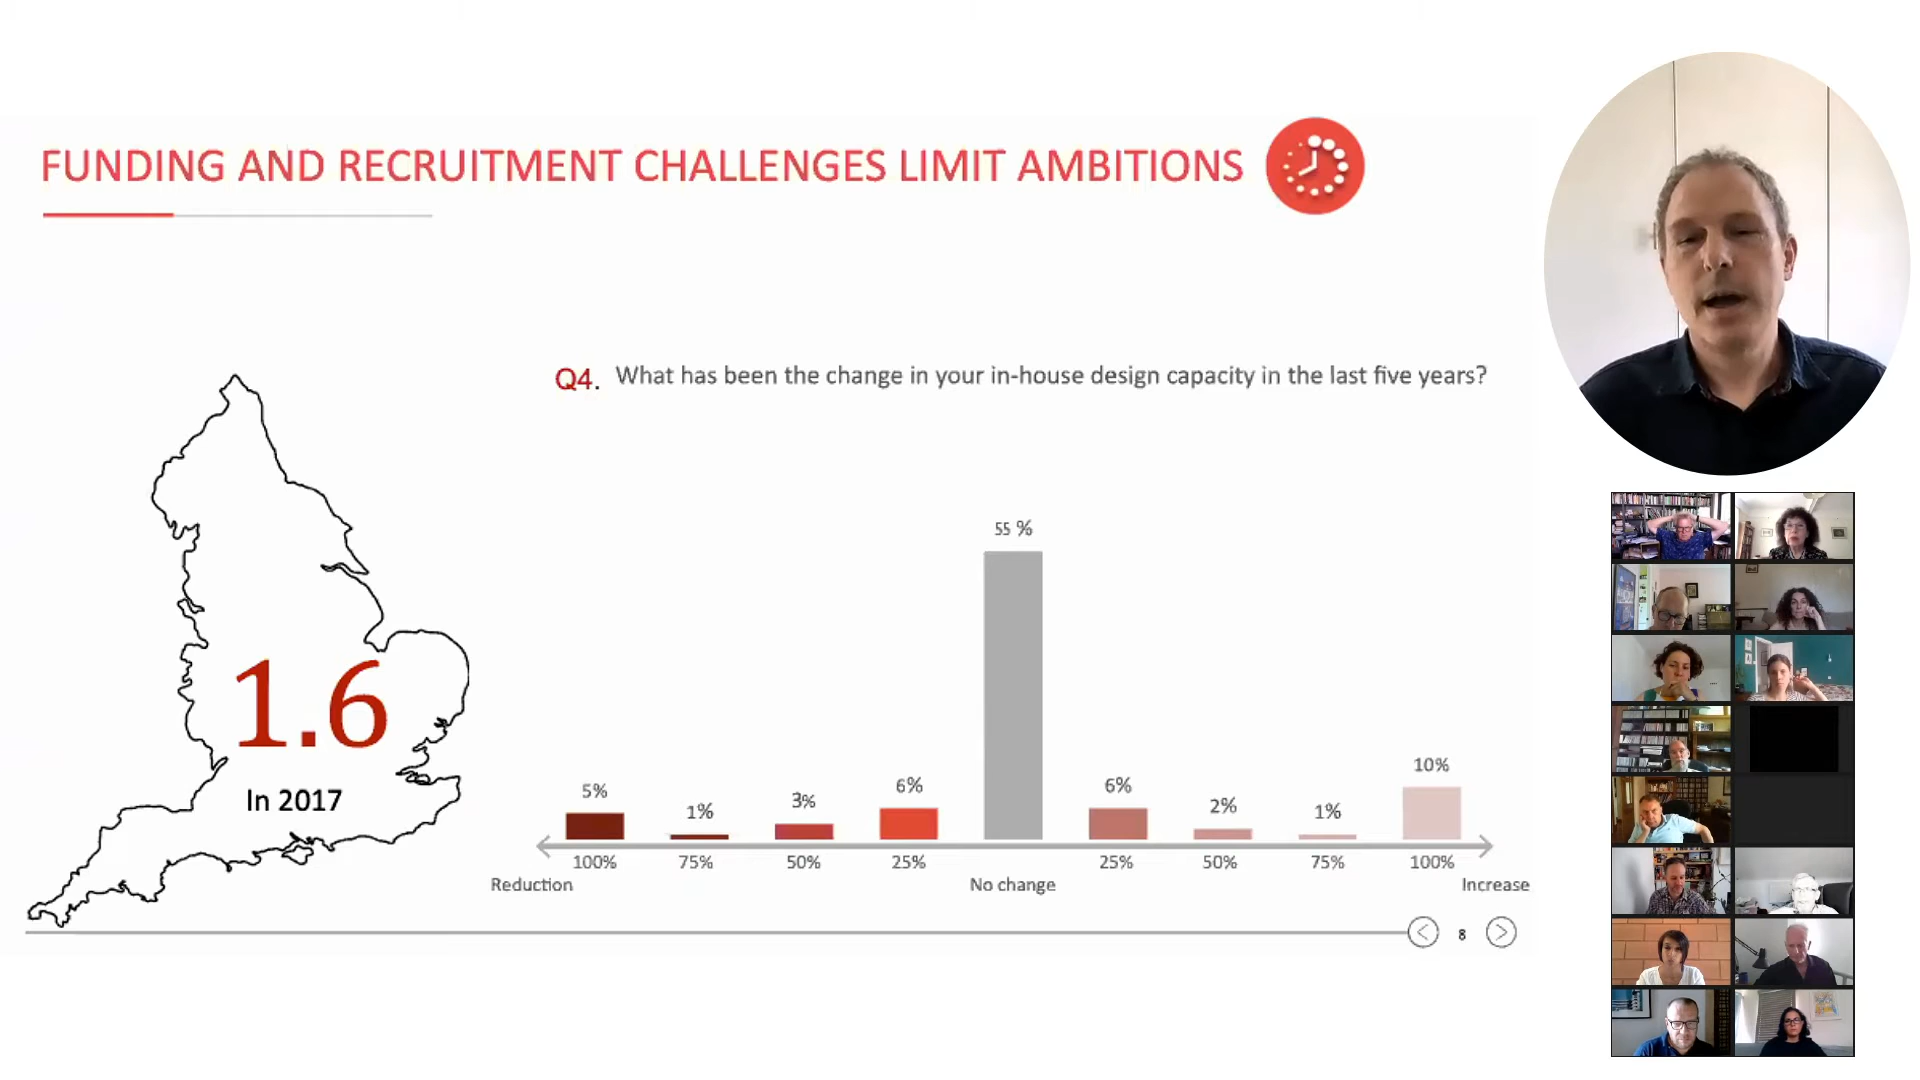 FUNDING AND RECRUITMENT CHALLENGES LIMIT AMBITIONS
Q4. What has been the change in your in-house design capacity in the last five years?
1.6
In 2017
55 %
5% 1% 3% 6% 6% 2% 1% 10%
100% 75% 50% 25% 25% 50% 75% 100%
Reduction No change Increase
8